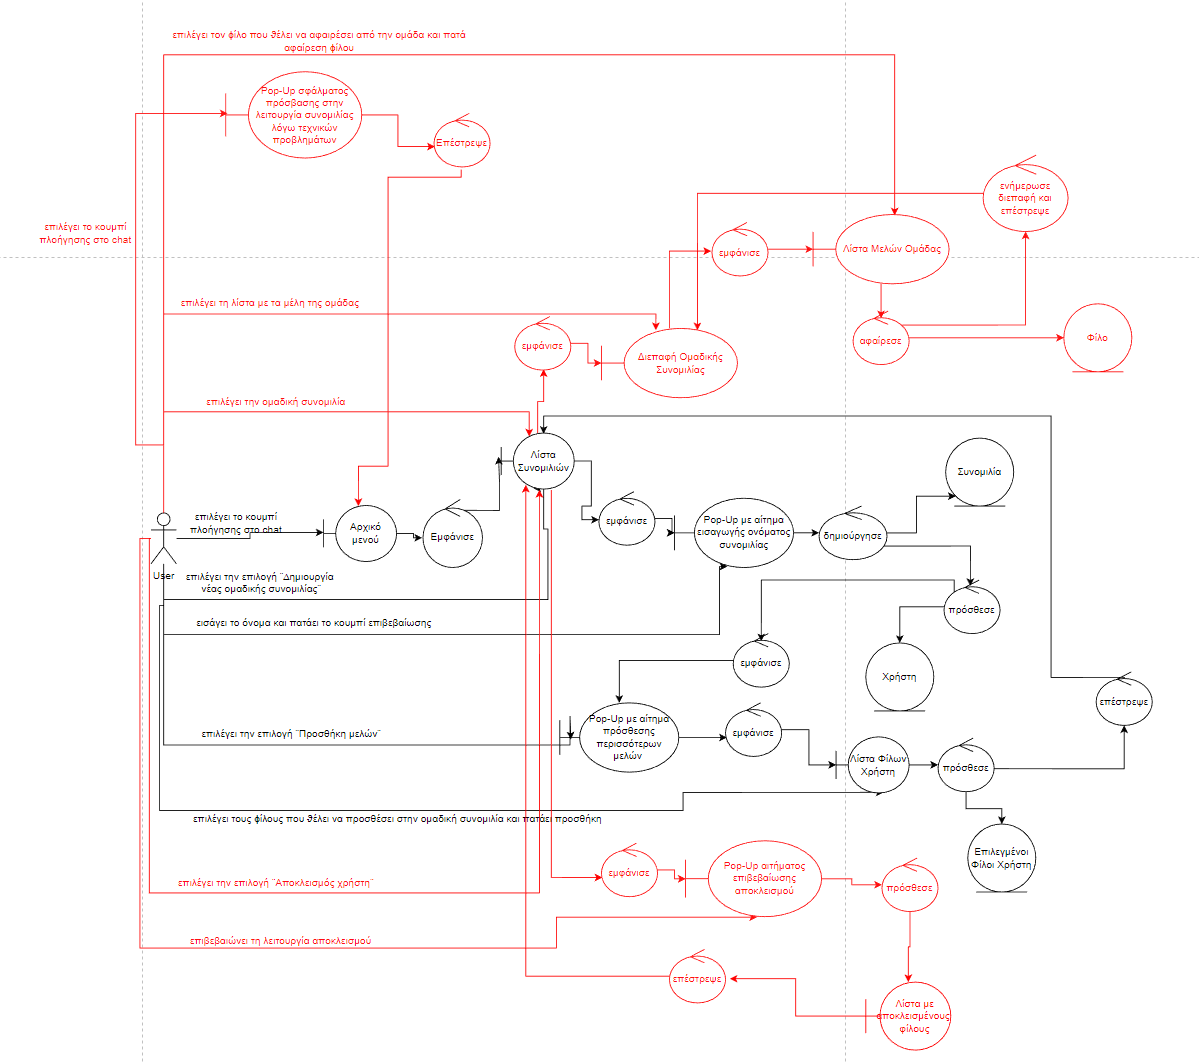 επιλέγει τον φίλο που θέλει να αφαιρέσει από την ομάδα και πατά
αφαίρεση φίλου
Pop-Up σφάλματος
πρόσβασης στην
λειτουργία συνομιλίας
λόγω τεχνικών
προβλημάτων
Επέστρεψε
ενήμερωσε
διεπαφή και
επέστρεψε
επιλέγει το κουμπί
πλοήγησης στο chat
εμφάνισε
Λίστα Μελών Ομάδας
επιλέγει τη λίστα με τα μέλη της ομάδας
εμφάνισε
Διεπαφή Ομαδικής
Συνομιλίας
αφαίρεσε
Φίλο
επιλέγει την ομαδική συνομιλία
Λίστα
Συνομιλιών
Συνομιλία
επιλέγει το κουμπί
πλοήγησης στο chat
Αρχικό
μενού
Εμφάνισε
εμφάνισε
Pop-Up με αίτημα
εισαγωγής ονόματος
συνομιλίας
δημιούργησε
User
επιλέγει την επιλογή "Δημιουργία
νέας ομαδικής συνομιλίας"
πρόσθεσε
εισάγει το όνομα και πατάει το κουμπί επιβεβαίωσης
εμφάνισε
Χρήστη
επέστρεψε
επιλέγει την επιλογή "Προσθήκη μελών"
Pop-Up με αίτημα
πρόσθεσης
περισσότερων
μελών
εμφάνισε
Λίστα Φίλων
Χρήστη
πρόσθεσε
επιλέγει τους φίλους που θέλει να προσθέσει στην ομαδική συνομιλία και πατάει προσθήκη
Επιλεγμένοι
Φίλοι Χρήστη
επιλέγει την επιλογή "Αποκλεισμός χρήστη"
εμφάνισε
Pop-Up αιτήματος
επιβεβαίωσης
αποκλεισμού
πρόσθεσε
επιβεβαιώνει τη λειτουργία αποκλεισμού
επέστρεψε
Λίστα με
αποκλεισμένους
φίλους